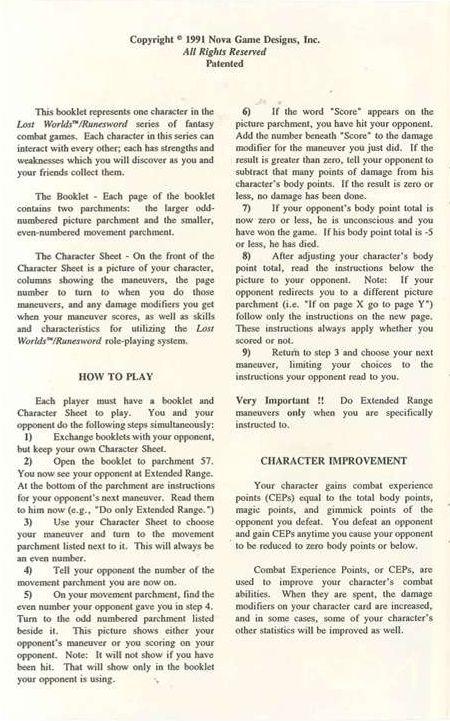 Copyright © 1991 Nova Game Designs, Inc.
All Rights Reserved
Patented
This booklet represents one character in the
Lost Worlds™/Runesword series of fantasy
combat games. Each character in this series can
interact with every other; each has strengths and
weaknesses which you will discover as you and
your friends collect them.
The Booklet - Each page of the booklet
contains two parchments: the larger odd-
numbered picture parchment and the smaller,
even-numbered movement parchment.
The Character Sheet - On the front of the
Character Sheet is a picture of your character,
columns showing the maneuvers, the page
number to turn to when you do those
maneuvers, and any damage modifiers you get
when your maneuver scores, as well as skills
and characteristics for utilizing the Lost
Worlds™/Runesword role-playing system.
HOW TO PLAY
Each player must have a booklet and
Character Sheet to play. You and your
opponent do the following steps simultaneously:
1) Exchange booklets with your opponent,
but keep your own Character Sheet.
2) Open the booklet to parchment 57.
You now see your opponent at Extended Range.
At the bottom of the parchment are instructions
for your opponent's next maneuver. Read them
to him now (e.g., "Do only Extended Range.")
3) Use your Character Sheet to choose
your maneuver and turn to the movement
parchment listed next to it. This will always be
an even number.
4) Tell your opponent the number of the
movement parchment you are now on.
5) On your movement parchment, find the
even number your opponent gave you in step 4.
Turn to the odd numbered parchment listed
beside it. This picture shows either your
opponent's maneuver or you scoring on your
opponent. Note: It will not show if you have
been hit. That will show only in the booklet
your opponent is using.
6) If the word "Score" appears on the
picture parchment, you have hit your opponent.
Add the number beneath "Score" to the damage
modifier for the maneuver you just did. If the
result is greater than zero, tell your opponent to
subtract that many points of damage from his
character's body points. If the result is zero or
less, no damage has been done.
7) If your opponent's body point total is
now zero or less, he is unconscious and you
have won the game. If his body point total is -5
or less, he has died.
8) After adjusting your character's body
point total, read the instructions below the
picture to your opponent. Note: If your
opponent redirects you to a different picture
parchment (i.e. "If on page X go to page Y")
follow only the instructions on the new page.
These instructions always apply whether you
scored or not.
9) Return to step 3 and choose your next
maneuver, limiting your choices to the
instructions your opponent read to you.
Very Important !! Do Extended Range
maneuvers only when you are specifically
instructed to.
CHARACTER IMPROVEMENT
Your character gains combat experience
points (CEPs) equal to the total body points,
magic points, and gimmick points of the
opponent you defeat. You defeat an opponent
and gain CEPs anytime you cause your opponent
to be reduced to zero body points or below.
Combat Experience Points, or CEPs, are
used to improve your character's combat
abilities. When they are spent, the damage
modifiers on your character card are increased,
and in some cases, some of your character's
other statistics will be improved as well.